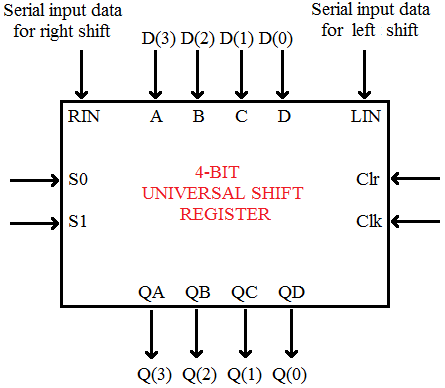 Serial input data
for right shift
Serial input data
for left shift
D(3) D(2) D(1) D(0)
RIN A B C D LIN
4-BIT
UNIVERSAL SHIFT
REGISTER
S0
Clr
S1
Clk
QA QB QC QD
Q(3) Q(2) Q(1) Q(0)